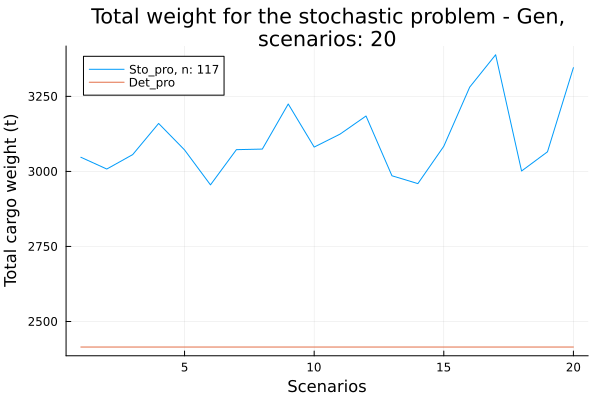 Total weight for the stochastic problem - Gen,
scenarios: 20
Sto_pro, n: 117
Det_pro
Total cargo weight (t)
3250
3000
2750
2500
5
10
15
20
Scenarios